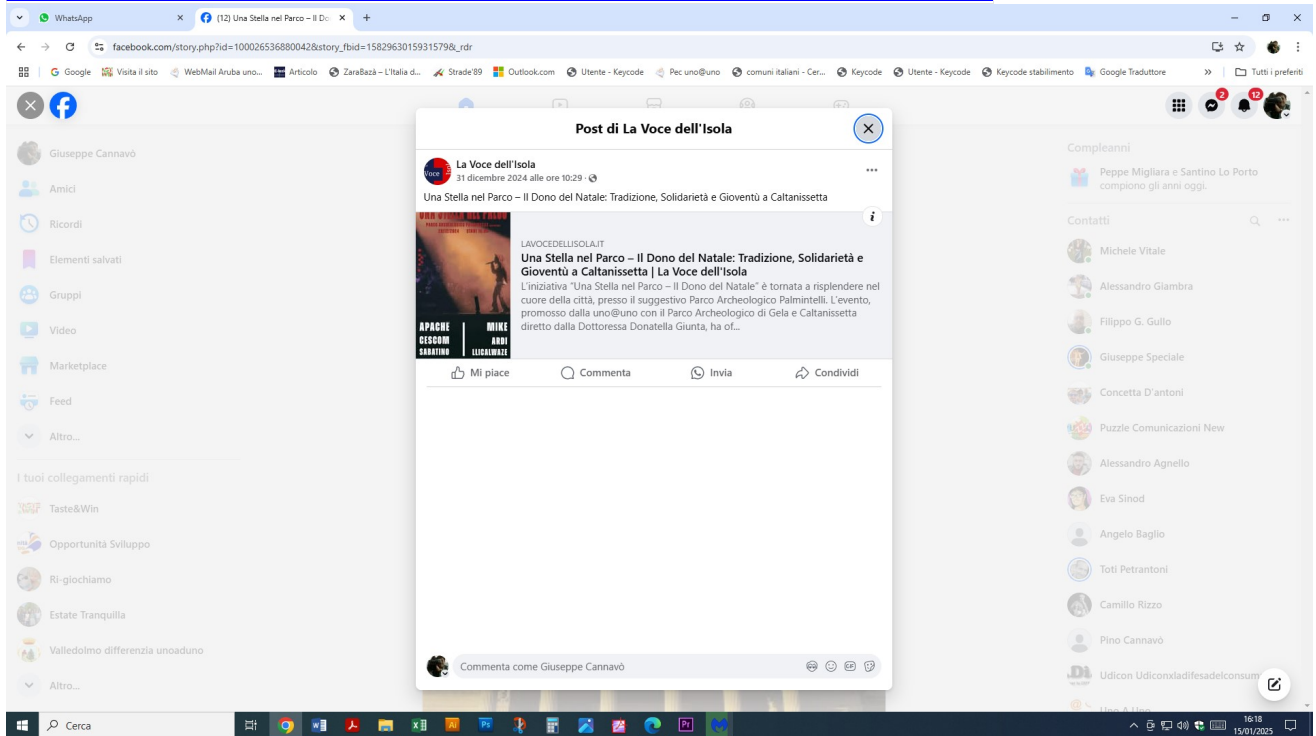 WhatsApp
(12) Una Stella nel Parco – Il Do
facebook.com/story.php?id=100026536880042&story_fbid=1582963015931579&_rdr
Google
Visita il sito
WebMail Aruba uno...
Articolo
ZaraBazà – L'Italia d...
Strade'89
Outlook.com
Utente - Keycode
Pec uno@uno
comuni italiani - Cer...
Keycode
Utente - Keycode
Keycode stabilimento
Google Traduttore
»
Tutti i preferiti
2
12
Giuseppe Cannavò
Amici
Ricordi
Elementi salvati
Gruppi
Video
Marketplace
Feed
Altro...
I tuoi collegamenti rapidi
Taste&Win
Opportunità Sviluppo
Ri-giochiamo
Estate Tranquilla
Valledolmo differenzia unoaduno
Altro...
Post di La Voce dell'Isola
Voce
La Voce dell'Isola
31 dicembre 2024 alle ore 10:29 ·
Una Stella nel Parco – Il Dono del Natale: Tradizione, Solidarietà e Gioventù a Caltanissetta
UNA STELLA NEL PARCO
APACHE
CESCOM
SABATINO
MIKE
ARDI
LLICALWAZE
LAVOCEDELLISOLA.IT
Una Stella nel Parco – Il Dono del Natale: Tradizione, Solidarietà e
Gioventù a Caltanissetta | La Voce dell'Isola
L'iniziativa "Una Stella nel Parco – Il Dono del Natale" è tornata a risplendere nel
cuore della città, presso il suggestivo Parco Archeologico Palmintelli. L'evento,
promosso dalla uno@uno con il Parco Archeologico di Gela e Caltanissetta
diretto dalla Dottoressa Donatella Giunta, ha of...
Mi piace
Commenta
Invia
Condividi
Commenta come Giuseppe Cannavò
Compleanni
Peppe Migliara e Santino Lo Porto
compiono gli anni oggi.
Contatti
Michele Vitale
Alessandro Giambra
Filippo G. Gullo
Giuseppe Speciale
Concetta D'antoni
Puzzle Comunicazioni New
Alessandro Agnello
Eva Sinod
Angelo Baglio
Toti Petrantoni
Camillo Rizzo
Pino Cannavò
Udicon Udiconxladifesadelconsum
Uno A Uno
Cerca
16:18
15/01/2025